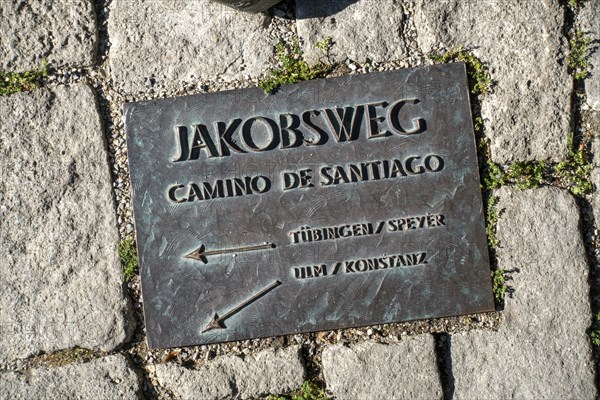 JAKOBSWEG
CAMINO DE SANTIAGO
TÜBINGEN/SPEYER
ULM/KONSTANZ